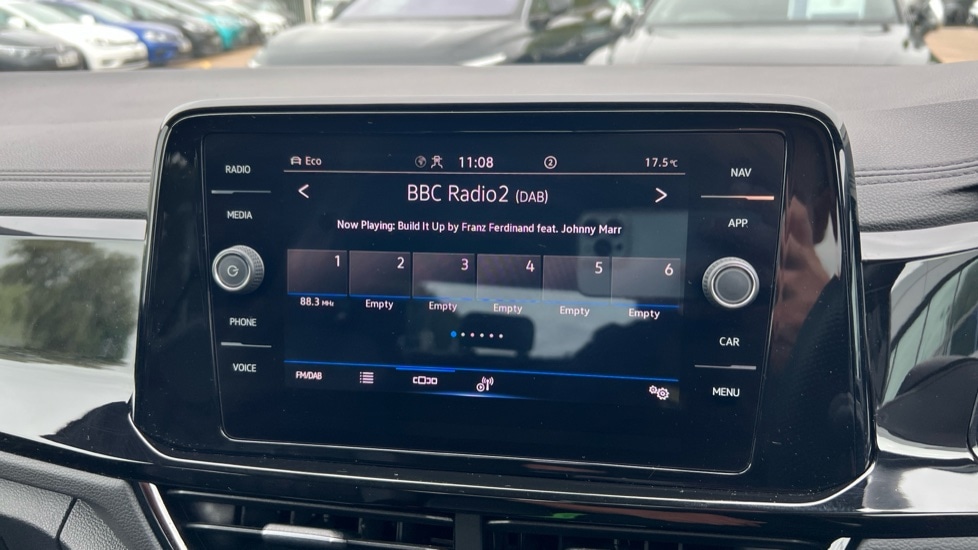 RADIO
MEDIA
PHONE
VOICE
Eco 11:08 2 17.5°C
< BBC Radio2 (DAB) >
Now Playing: Build It Up by Franz Ferdinand feat. Johnny Marr
1 2 3 4 5 6
88.3 MHz Empty Empty Empty Empty Empty
FM/DAB
NAV
APP
CAR
MENU